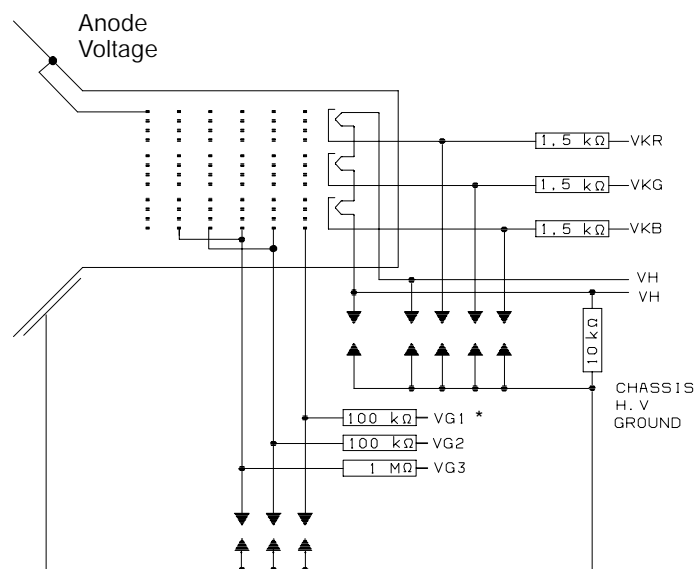 Anode
Voltage
1,5 kΩ VKR
1,5 kΩ VKG
1,5 kΩ VKB
VH
VH
10 kΩ
CHASSIS
H.V
GROUND
100 kΩ VG1 *
100 kΩ VG2
1 MΩ VG3